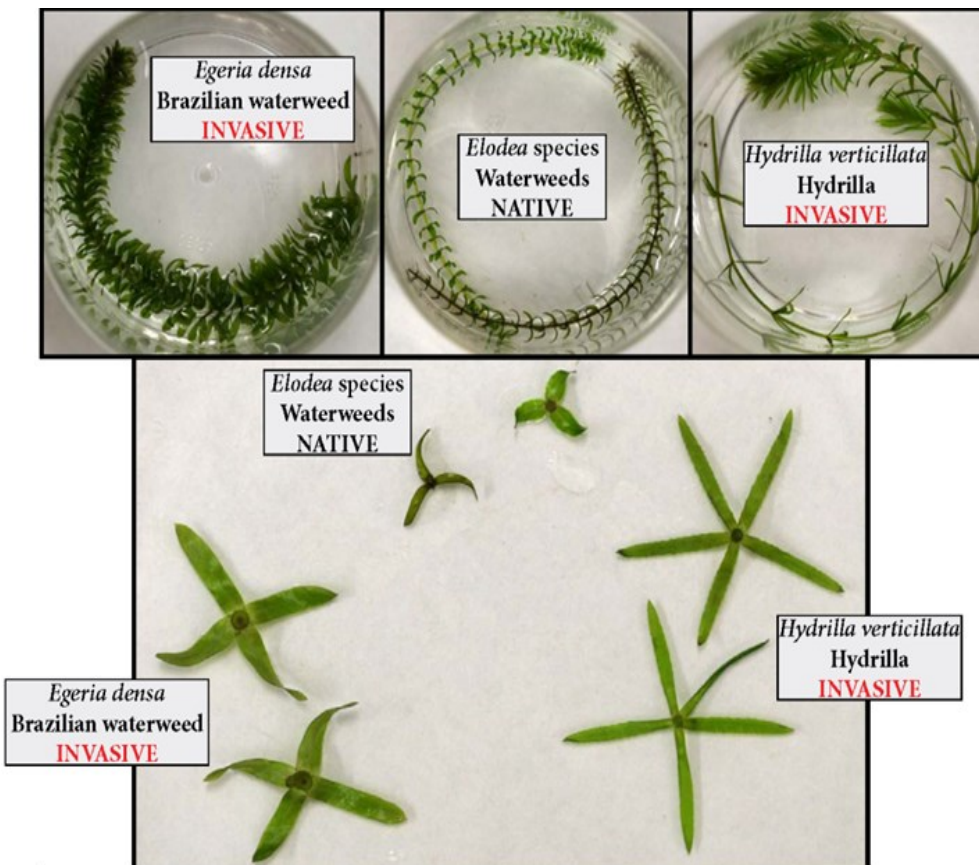 Egeria densa
Brazilian waterweed
INVASIVE
Elodea species
Waterweeds
NATIVE
Hydrilla verticillata
Hydrilla
INVASIVE
Elodea species
Waterweeds
NATIVE
Hydrilla verticillata
Hydrilla
INVASIVE
Egeria densa
Brazilian waterweed
INVASIVE